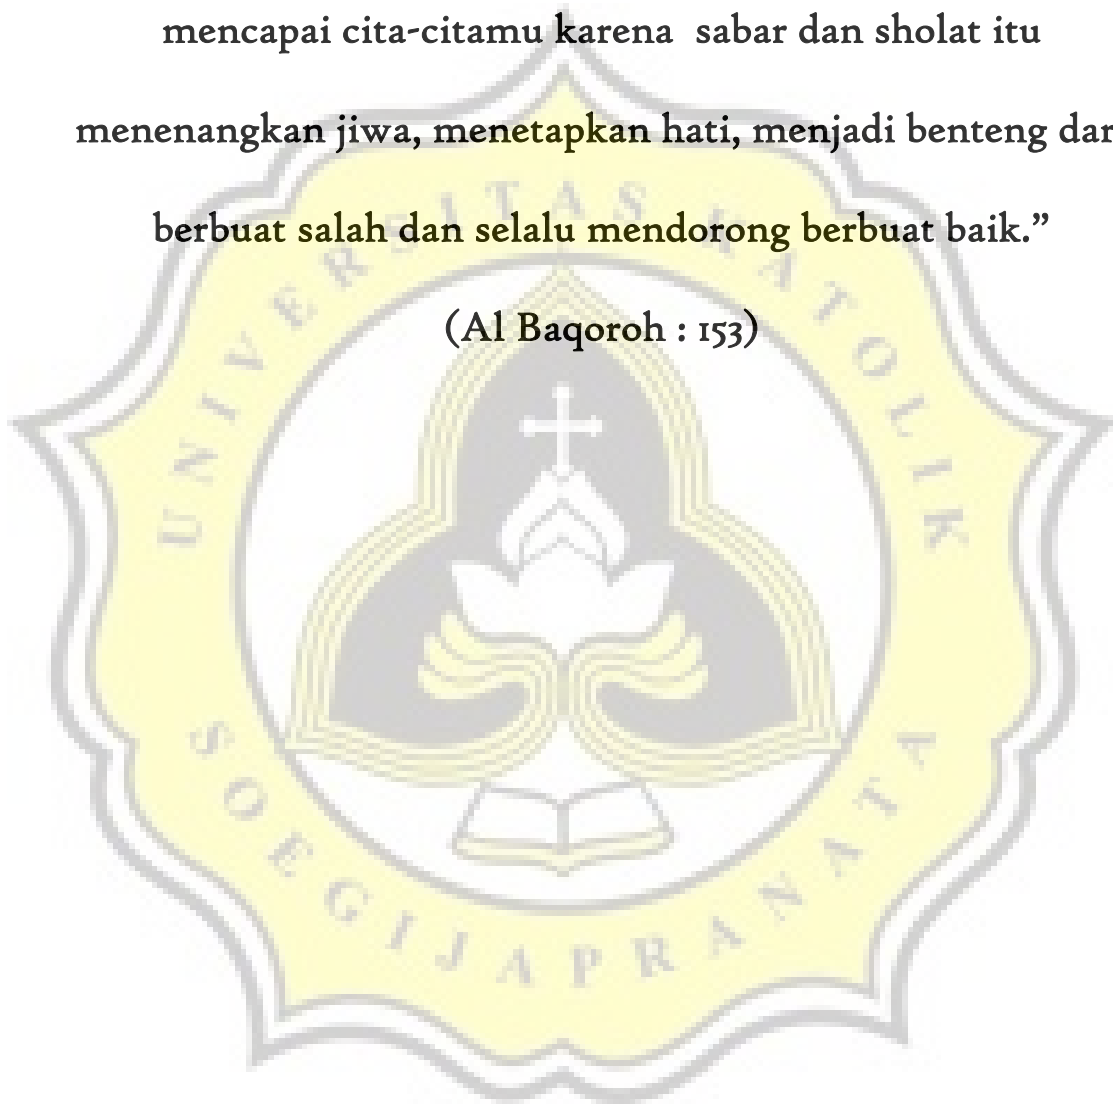 mencapai cita-citamu karena  sabar dan sholat itu
menenangkan jiwa, menetapkan hati, menjadi benteng dar
berbuat salah dan selalu mendorong berbuat baik.”
(Al Baqoroh : 153)
UNIVERSITAS KATOLIK
SOEGIJAPRANATA